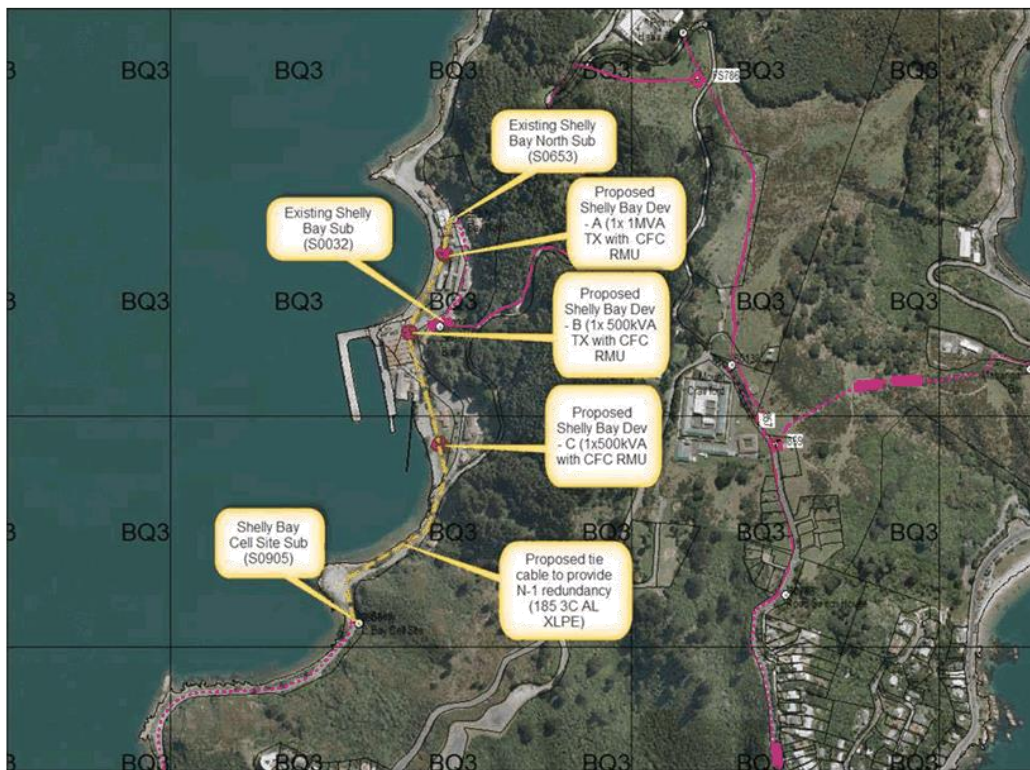 BQ3 BQ3 BQ3 BQ3 BQ3
FS786
Existing Shelly
Bay North Sub
(S0653)
Proposed
Shelly Bay Dev
- A (1x 1MVA
TX with CFC
RMU
Existing Shelly
Bay Sub
(S0032)
BQ3 BQ3 BQ3 BQ3 BQ3
Proposed
Shelly Bay Dev
- B (1x 500kVA
TX with CFC
RMU
Proposed
Shelly Bay Dev
- C (1x500kVA
with CFC RMU
BQ3 BQ3 BQ3 BQ3 BQ3
Shelly Bay
Cell Site Sub
(S0905)
Proposed tie
cable to provide
N-1 redundancy
(185 3C AL
XLPE)
BQ3 BQ3 BQ3 BQ3 BQ3